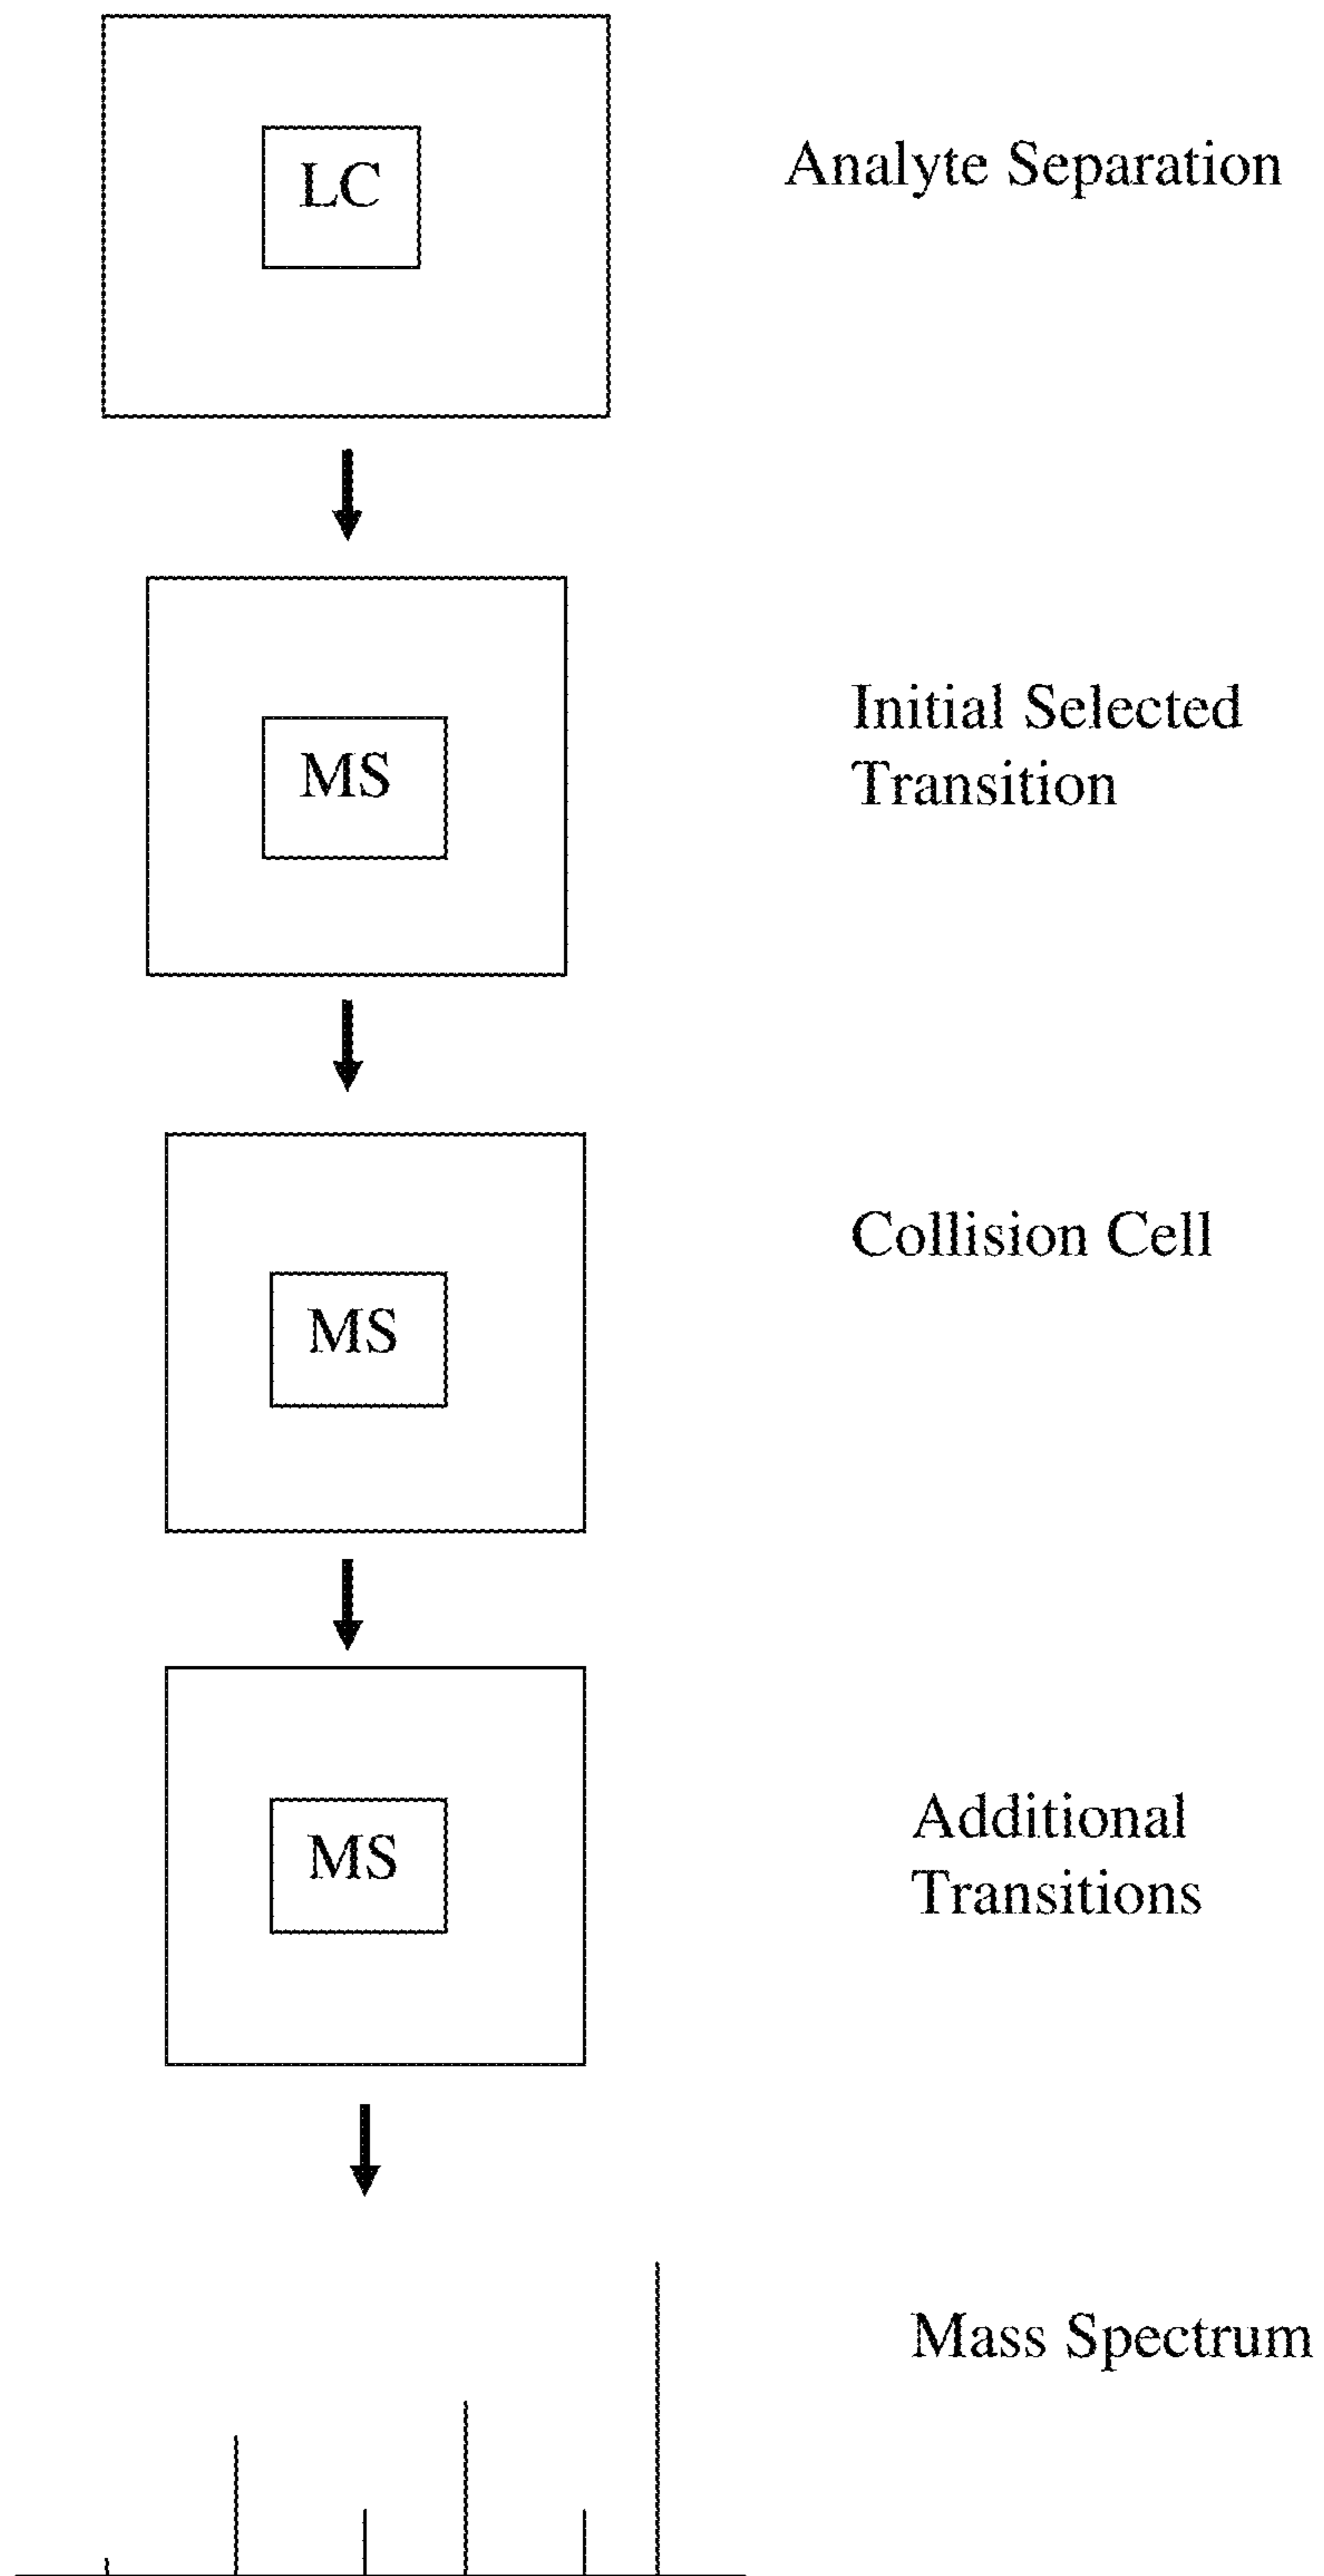 LC
Analyte Separation
MS
Initial Selected
Transition
MS
Collision Cell
MS
Additional
Transitions
Mass Spectrum